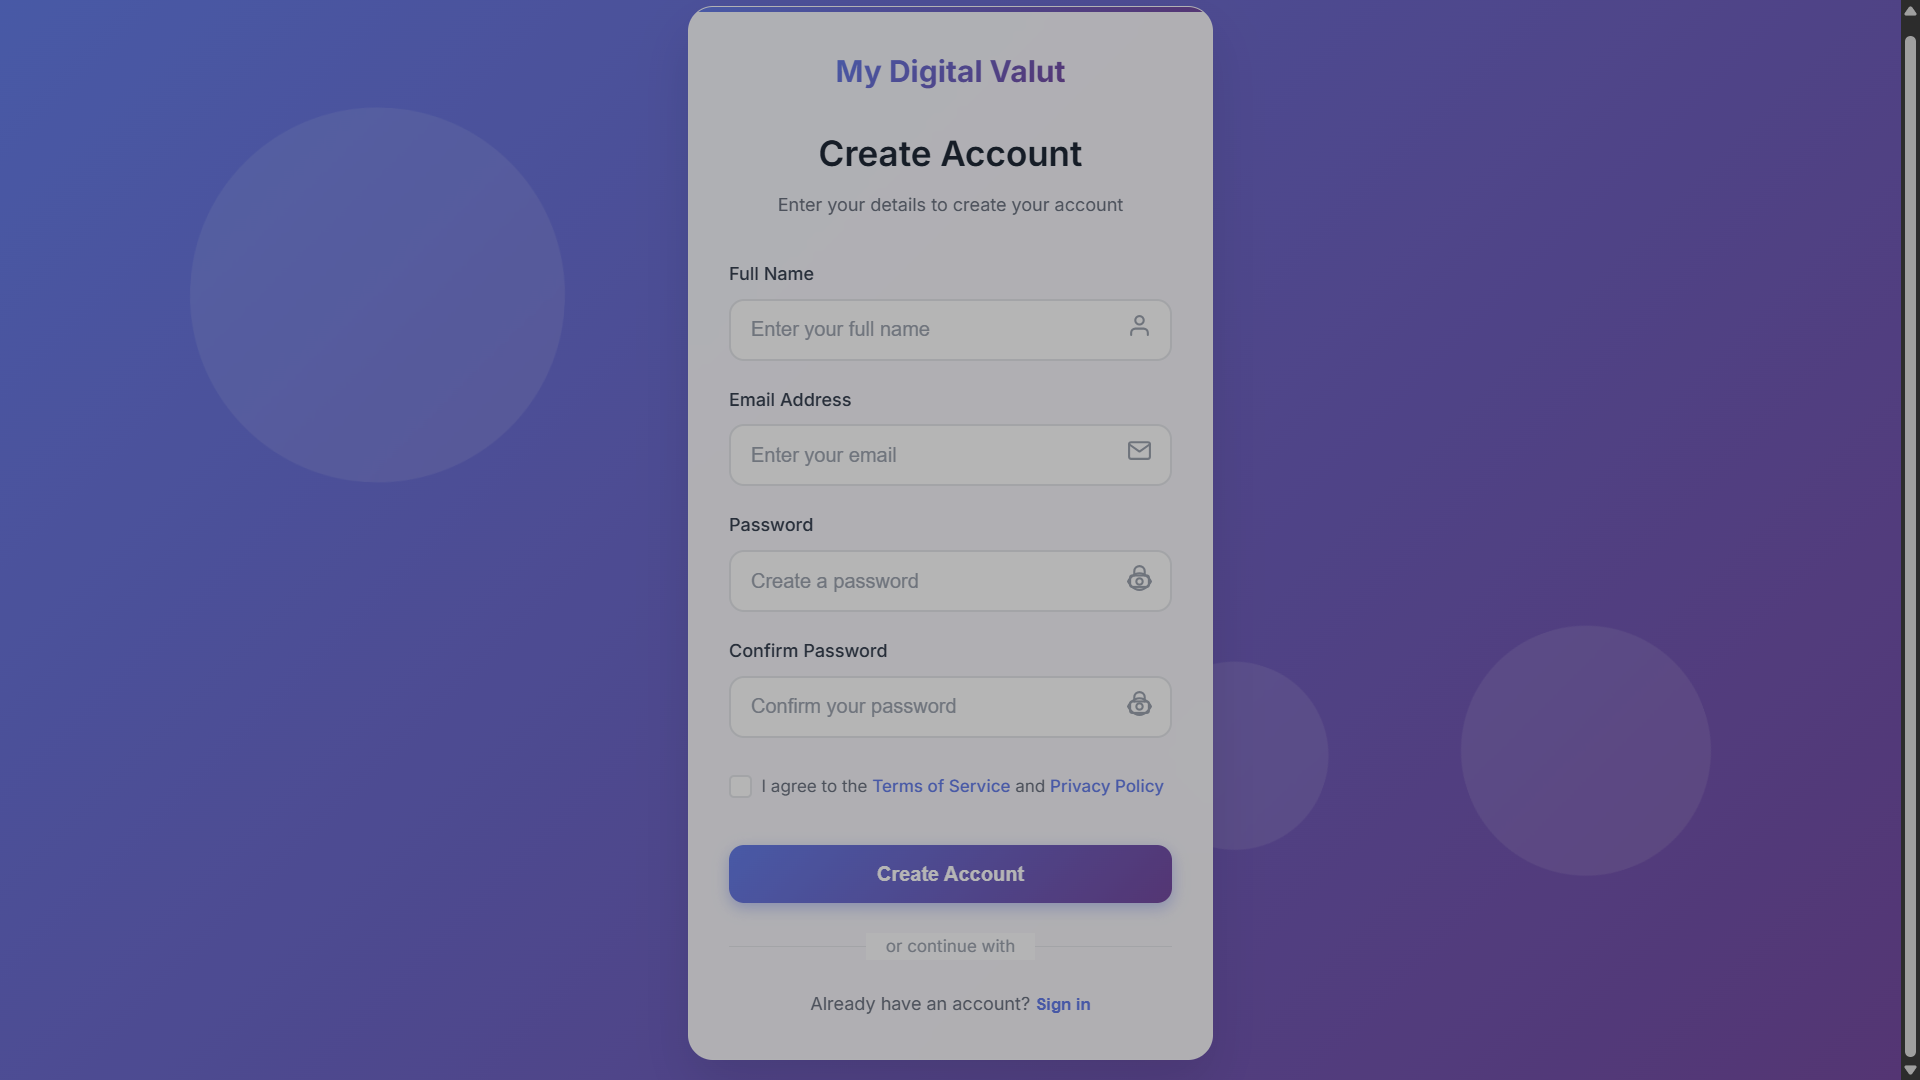 My Digital Valut
Create Account
Enter your details to create your account
Full Name
Enter your full name
Email Address
Enter your email
Password
Create a password
Confirm Password
Confirm your password
I agree to the Terms of Service and Privacy Policy
Create Account
or continue with
Already have an account? Sign in